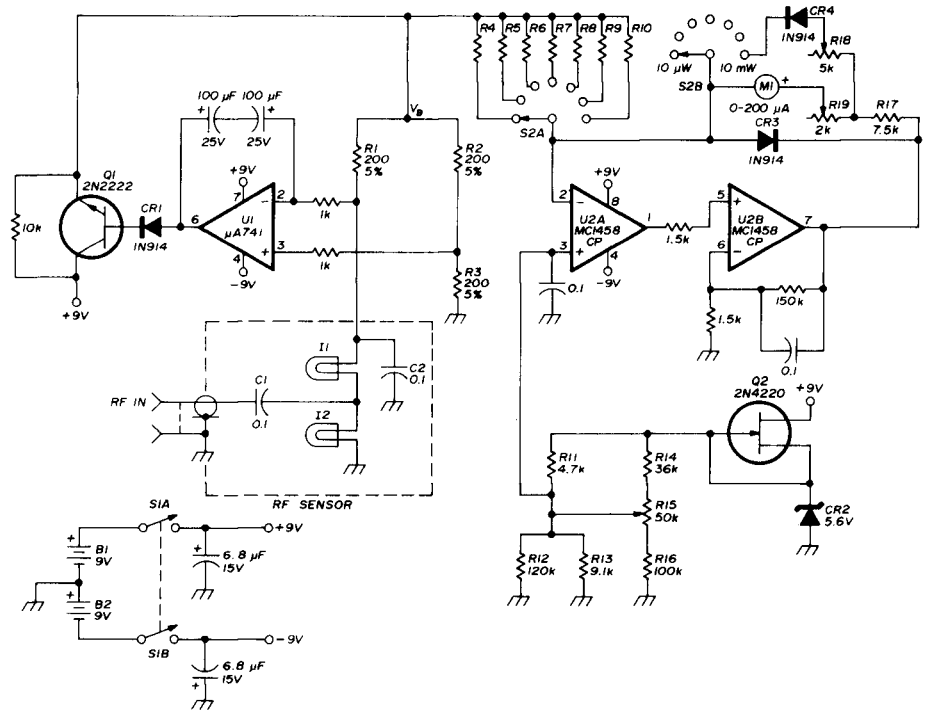 R4
R5
R6
R7
R8
R9
R10
S2A
10 μW
10 mW
S2B
CR4
1N914
R18
5k
M1
+
0-200 μA
R19
2k
R17
7.5k
CR3
1N914
100 μF
100 μF
+
+
25V
25V
VB
Q1
2N2222
10k
+9V
CR1
1N914
+9V
7
6
U1
μA741
2
-
3
+
4
-9V
1k
1k
R1
200
5%
R2
200
5%
R3
200
5%
+9V
2
-
8
U2A
MC1458
CP
1
3
+
4
-9V
0.1
1.5k
5
+
U2B
MC1458
CP
7
6
-
1.5k
150k
0.1
I1
C2
0.1
RF IN
C1
0.1
I2
RF SENSOR
Q2
2N4220
+9V
R11
4.7k
R14
36k
R15
50k
CR2
5.6V
R12
120k
R13
9.1k
R16
100k
S1A
+9V
+
B1
9V
6.8 μF
15V
+
+
B2
9V
S1B
-9V
6.8 μF
15V
+